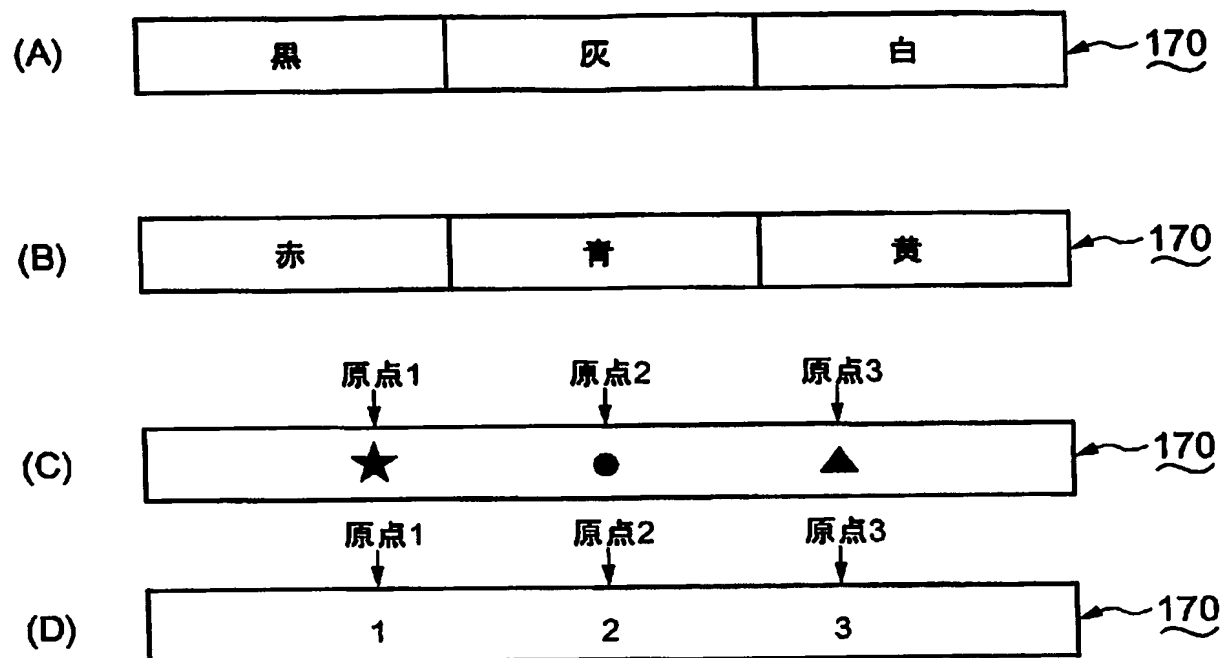 (A) 黒 灰 白 170
(B) 赤 青 黄 170
原点1 原点2 原点3
(C) 170
原点1 原点2 原点3
(D) 1 2 3 170